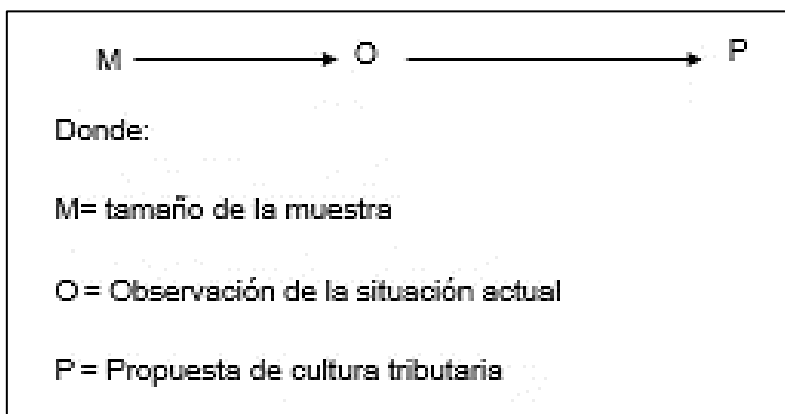 M O P
Donde:
M= tamaño de la muestra
O = Observación de la situación actual
P = Propuesta de cultura tributaria